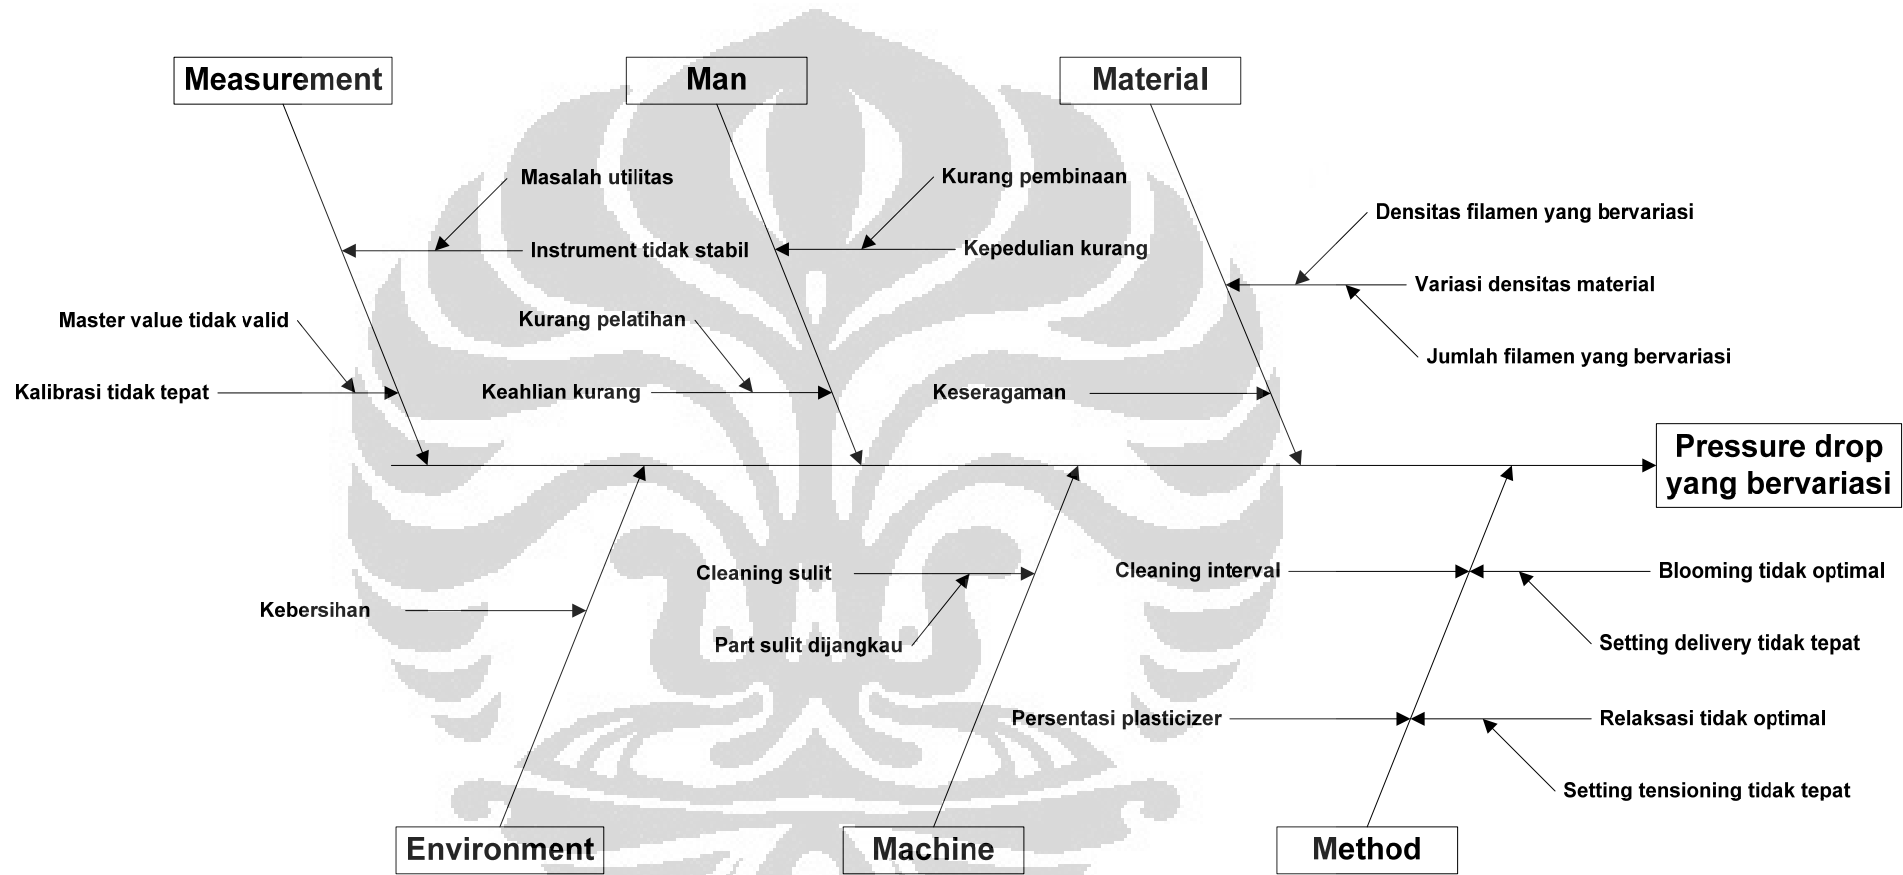 Measurement
Man
Material
Masalah utilitas
Kurang pembinaan
Densitas filamen yang bervariasi
Instrument tidak stabil
Kepedulian kurang
Variasi densitas material
Master value tidak valid
Kurang pelatihan
Jumlah filamen yang bervariasi
Kalibrasi tidak tepat
Keahlian kurang
Keseragaman
Pressure drop
yang bervariasi
Cleaning sulit
Cleaning interval
Blooming tidak optimal
Kebersihan
Part sulit dijangkau
Setting delivery tidak tepat
Persentasi plasticizer
Relaksasi tidak optimal
Setting tensioning tidak tepat
Environment
Machine
Method